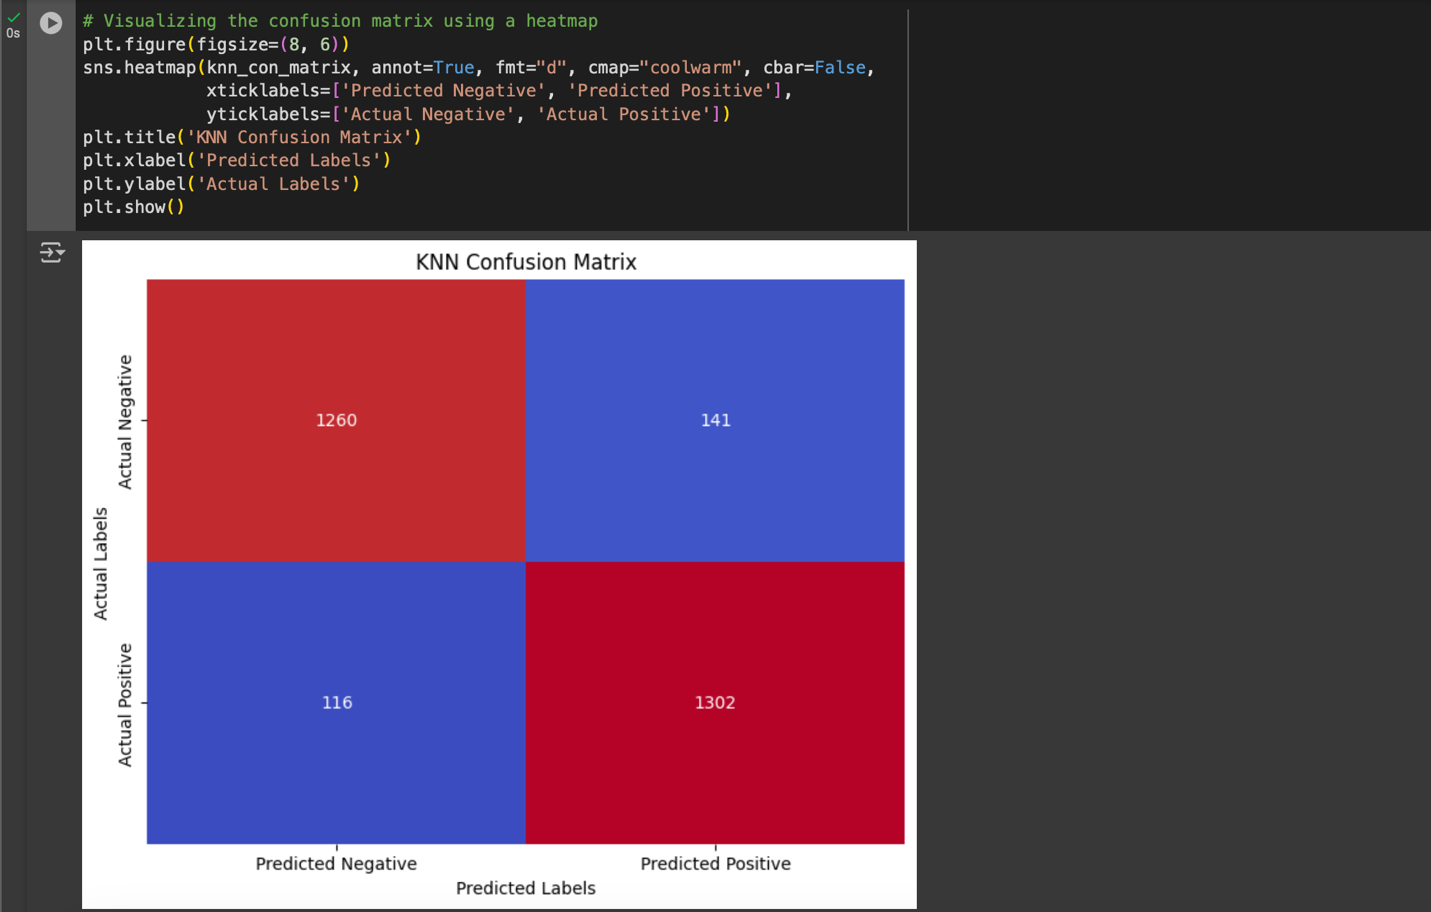 # Visualizing the confusion matrix using a heatmap
plt.figure(figsize=(8, 6))
sns.heatmap(knn_con_matrix, annot=True, fmt="d", cmap="coolwarm", cbar=False,
            xticklabels=['Predicted Negative', 'Predicted Positive'],
            yticklabels=['Actual Negative', 'Actual Positive'])
plt.title('KNN Confusion Matrix')
plt.xlabel('Predicted Labels')
plt.ylabel('Actual Labels')
plt.show()
0s
KNN Confusion Matrix
Actual Labels
Actual Negative
1260
141
Actual Positive
116
1302
Predicted Negative
Predicted Positive
Predicted Labels